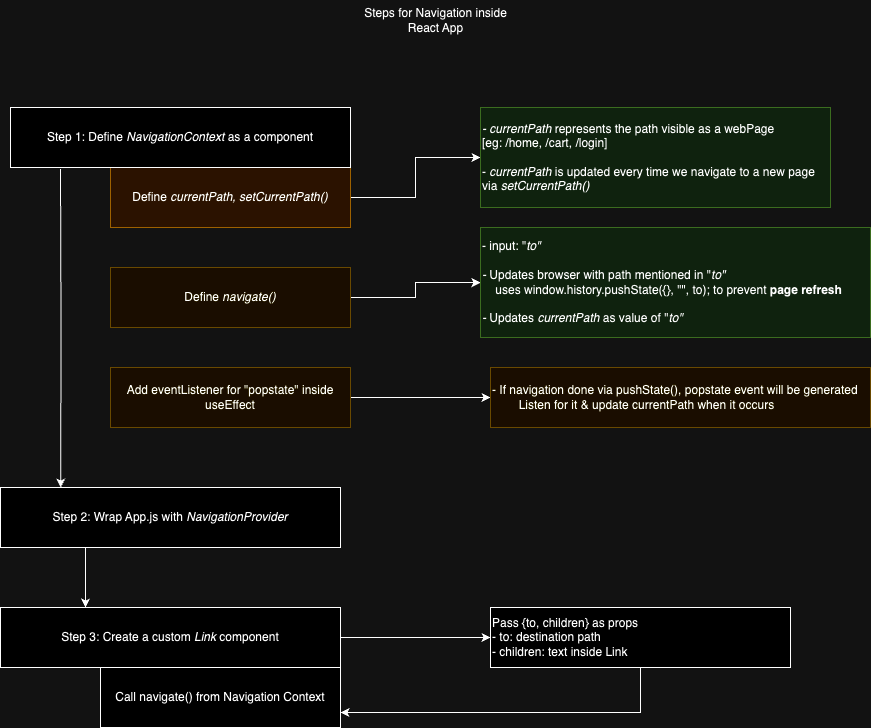 Steps for Navigation inside
React App
Step 1: Define NavigationContext as a component
Define currentPath, setCurrentPath()
- currentPath represents the path visible as a webPage
[eg: /home, /cart, /login]
- currentPath is updated every time we navigate to a new page
via setCurrentPath()
Define navigate()
- input: "to"
- Updates browser with path mentioned in "to"
uses window.history.pushState({}, "", to); to prevent page refresh
- Updates currentPath as value of "to"
Add eventListener for "popstate" inside
useEffect
- If navigation done via pushState(), popstate event will be generated
Listen for it & update currentPath when it occurs
Step 2: Wrap App.js with NavigationProvider
Step 3: Create a custom Link component
Pass {to, children} as props
- to: destination path
- children: text inside Link
Call navigate() from Navigation Context